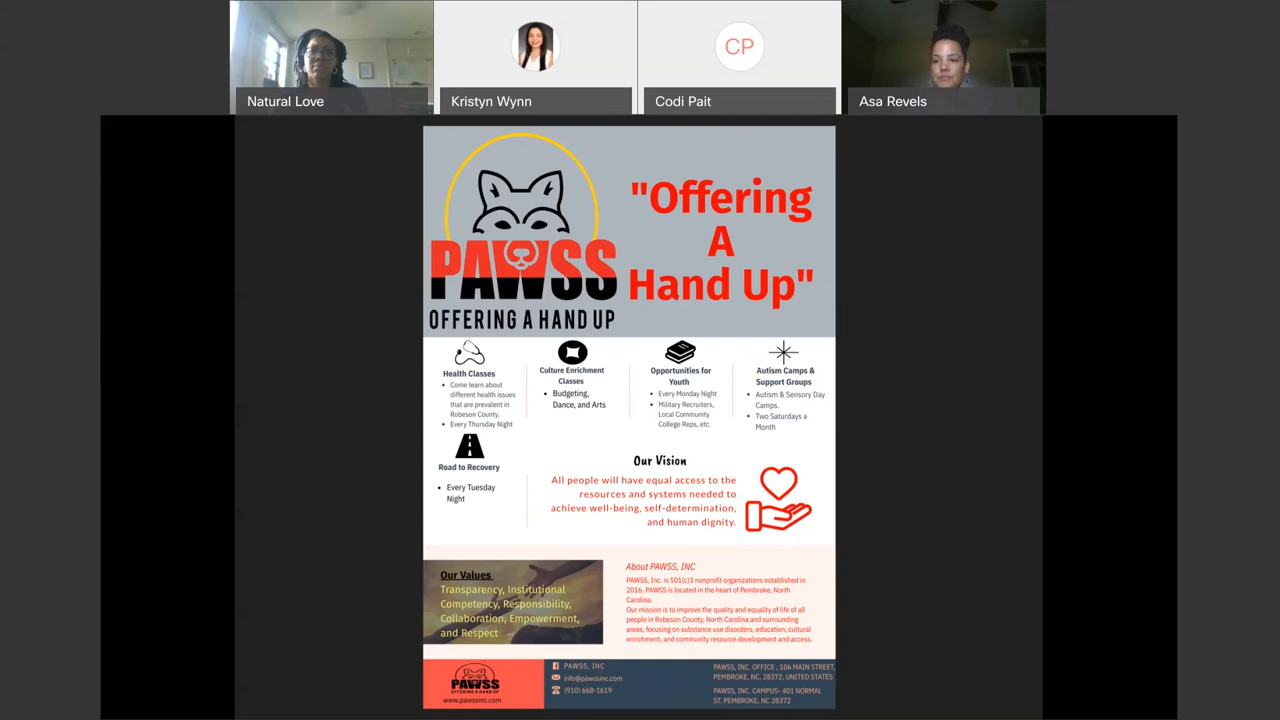 Natural Love
Kristyn Wynn
CP
Codi Pait
Asa Revels
PAWSS
OFFERING A HAND UP
"Offering
A
Hand Up"
Health Classes
• Come learn about
different health issues
that are prevalent in
Robeson County.
• Every Thursday Night
Culture Enrichment
Classes
• Budgeting,
Dance, and Arts
Opportunities for
Youth
• Every Monday Night
• Military Recruiters,
Local Community
College Reps, etc.
Autism Camps &
Support Groups
• Autism & Sensory Day
Camps.
• Two Saturdays a
Month
Road to Recovery
• Every Tuesday
Night
Our Vision
All people will have equal access to the
resources and systems needed to
achieve well-being, self-determination,
and human dignity.
Our Values
Transparency, Institutional
Competency, Responsibility,
Collaboration, Empowerment,
and Respect
About PAWSS, INC
PAWSS, Inc. is 501(c)3 nonprofit organizations established in
2016. PAWSS is located in the heart of Pembroke, North
Carolina.
Our mission is to improve the quality and equality of life of all
people in Robeson County, North Carolina and surrounding
areas, focusing on substance use disorders, education, cultural
enrichment, and community resource development and access.
PAWSS
OFFERING A HAND UP
www.pawssinc.com
PAWSS, INC
info@pawssinc.com
(910) 668-1619
PAWSS, INC. OFFICE , 106 MAIN STREET,
PEMBROKE, NC, 28372, UNITED STATES
PAWSS, INC. CAMPUS- 401 NORMAL
ST. PEMBROKE, NC 28372